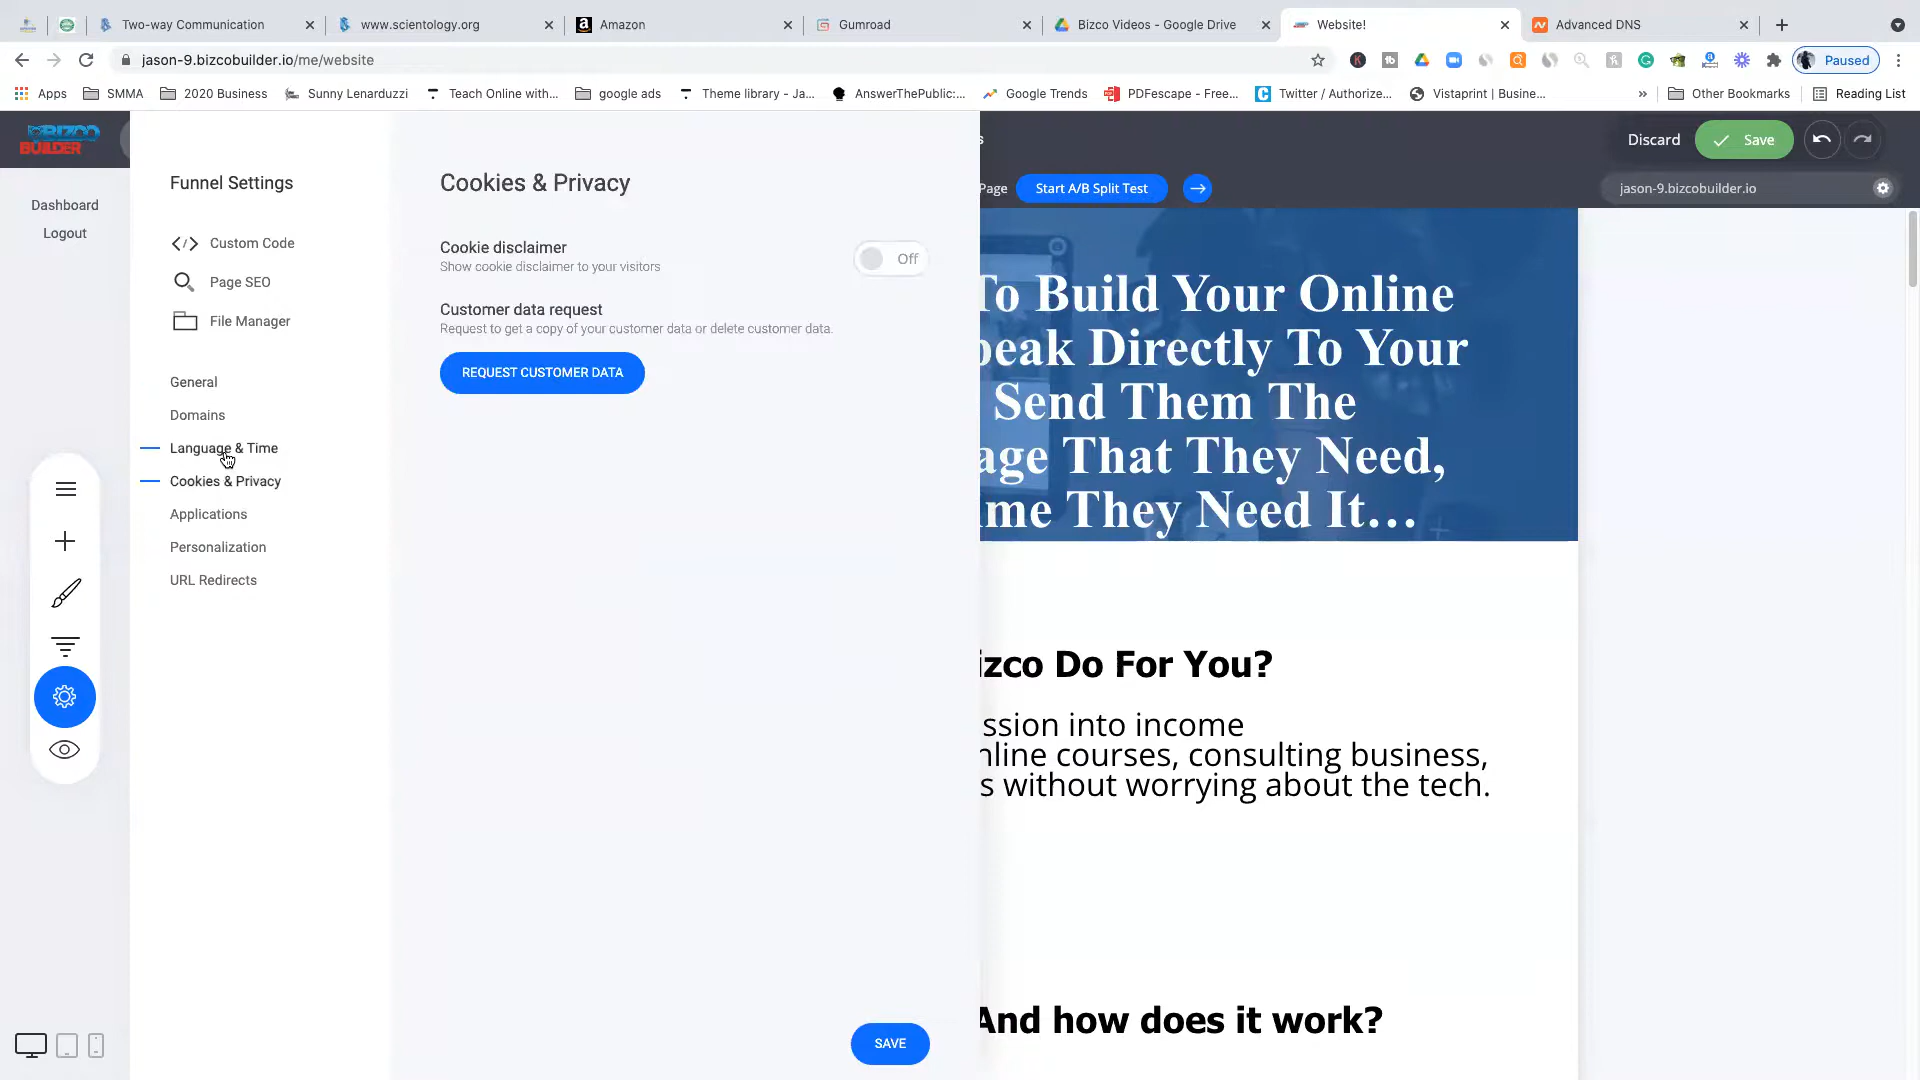 Two-way Communication
www.scientology.org
Amazon
Gumroad
Bizco Videos - Google Drive
Website!
Advanced DNS
jason-9.bizcobuilder.io/me/website
Paused
Apps
SMMA
2020 Business
Sunny Lenarduzzi
Teach Online with...
google ads
Theme library - Ja...
AnswerThePublic:...
Google Trends
PDFescape - Free...
Twitter / Authorize...
Vistaprint | Busine...
»
Other Bookmarks
Reading List
BIZCO
BUILDER
s
Discard
Save
Page
Start A/B Split Test
jason-9.bizcobuilder.io
Dashboard
Logout
Funnel Settings
Custom Code
Page SEO
File Manager
General
Domains
Language & Time
Cookies & Privacy
Applications
Personalization
URL Redirects
Cookies & Privacy
Cookie disclaimer
Show cookie disclaimer to your visitors
Off
Customer data request
Request to get a copy of your customer data or delete customer data.
REQUEST CUSTOMER DATA
SAVE
To Build Your Online
peak Directly To Your
Send Them The
age That They Need,
ime They Need It...
izco Do For You?
ssion into income
nline courses, consulting business,
s without worrying about the tech.
And how does it work?